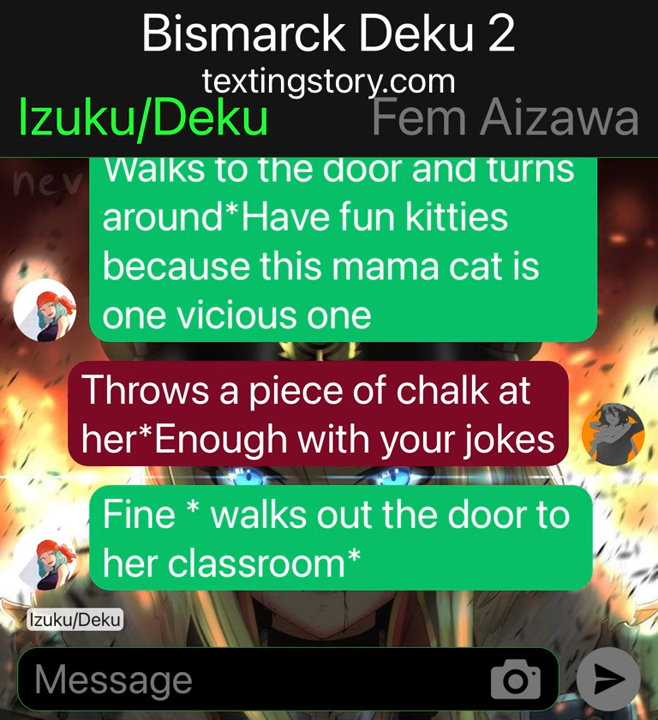 Bismarck Deku 2
textingstory.com
Izuku/Deku
Fem Aizawa
nev
Walks to the door and turns
around*Have fun kitties
because this mama cat is
one vicious one
Throws a piece of chalk at
her*Enough with your jokes
Fine * walks out the door to
her classroom*
Izuku/Deku
Message